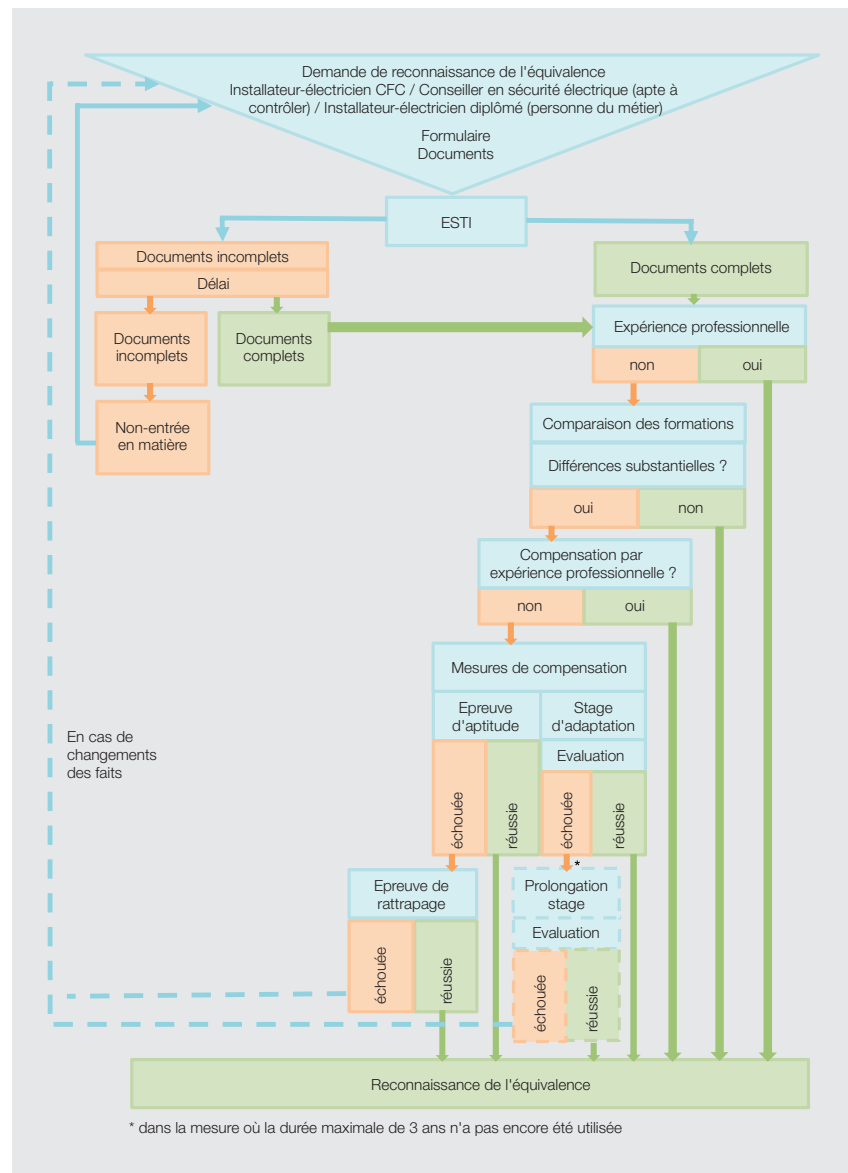 Demande de reconnaissance de l'équivalence
Installateur-électricien CFC / Conseiller en sécurité électrique (apte à
contrôler) / Installateur-électricien diplômé (personne du métier)
Formulaire
Documents
ESTI
Documents incomplets
Délai
Documents
incomplets
Documents
complets
Non-entrée
en matière
Documents complets
Expérience professionnelle
non
oui
Comparaison des formations
Différences substantielles ?
oui
non
Compensation par
expérience professionnelle ?
non
oui
Mesures de compensation
Epreuve
d'aptitude
Stage
d'adaptation
Evaluation
échouée
réussie
échouée
réussie
En cas de
changements
des faits
*
Epreuve de
rattrapage
échouée
réussie
Prolongation
stage
Evaluation
échouée
réussie
Reconnaissance de l'équivalence
* dans la mesure où la durée maximale de 3 ans n'a pas encore été utilisée